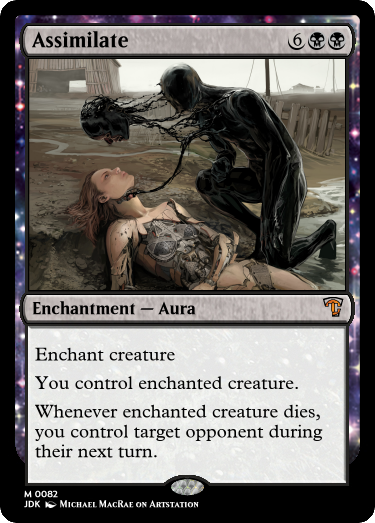 Assimilate 6
Enchantment — Aura
Enchant creature
You control enchanted creature.
Whenever enchanted creature dies,
you control target opponent during
their next turn.
M 0082
JDK Michael MacRae on Artstation